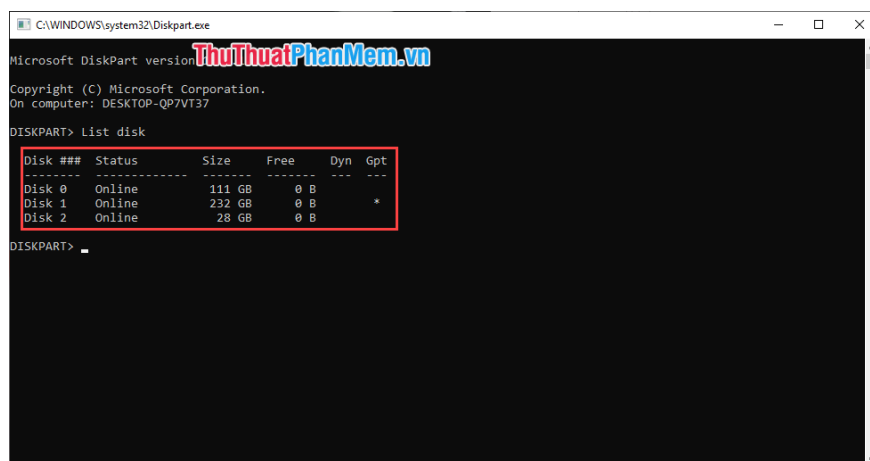 C:\WINDOWS\system32\Diskpart.exe
Microsoft DiskPart version
ThuThuatPhanMem.vn
Copyright (C) Microsoft Corporation.
On computer: DESKTOP-QP7VT37
DISKPART> List disk
Disk ### Status Size Free Dyn Gpt
-------- ------------- ------- ------- --- ---
Disk 0 Online 111 GB 0 B
Disk 1 Online 232 GB 0 B *
Disk 2 Online 28 GB 0 B
DISKPART> _